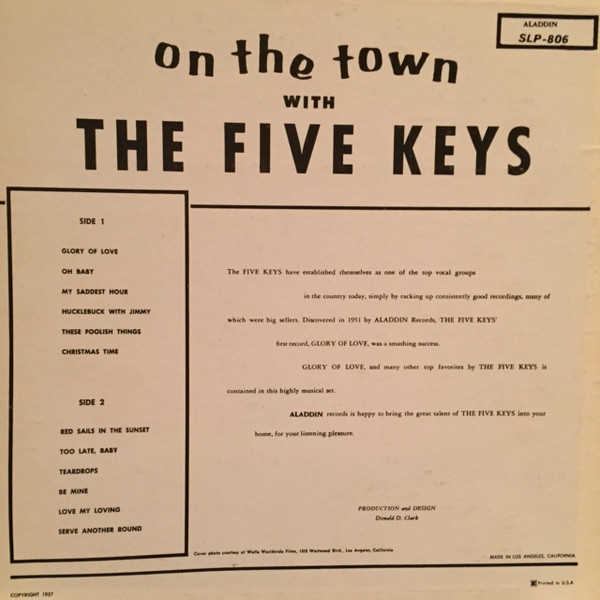 ALADDIN
SLP-806
on the town
WITH
THE FIVE KEYS
SIDE 1
GLORY OF LOVE
OH BABY
MY SADDEST HOUR
HUCKLEBUCK WITH JIMMY
THESE FOOLISH THINGS
CHRISTMAS TIME
SIDE 2
RED SAILS IN THE SUNSET
TOO LATE, BABY
TEARDROPS
BE MINE
LOVE MY LOVING
SERVE ANOTHER ROUND
The FIVE KEYS have established themselves as one of the top vocal groups
in the country today, simply by racking up consistently good recordings, many of
which were big sellers. Discovered in 1951 by ALADDIN Records, THE FIVE KEYS'
first record, GLORY OF LOVE, was a smashing success.
GLORY OF LOVE, and many other top favorites by THE FIVE KEYS is
contained in this highly musical set.
ALADDIN records is happy to bring the great talent of THE FIVE KEYS into your
home, for your listening pleasure.
PRODUCTION and DESIGN
Donald D. Clark
Cover photo courtesy of Wolfe Worldwide Films, Westwood Blvd., Los Angeles, California
MADE IN LOS ANGELES, CALIFORNIA
Printed in U.S.A.
COPYRIGHT 1957